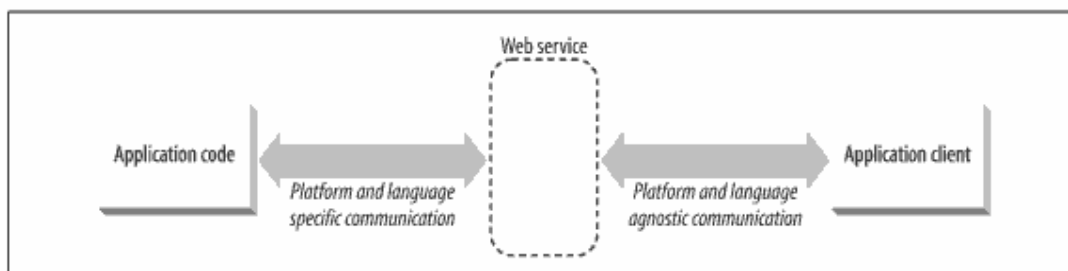 Web service
Application code
Application client
Platform and language
specific communication
Platform and language
agnostic communication